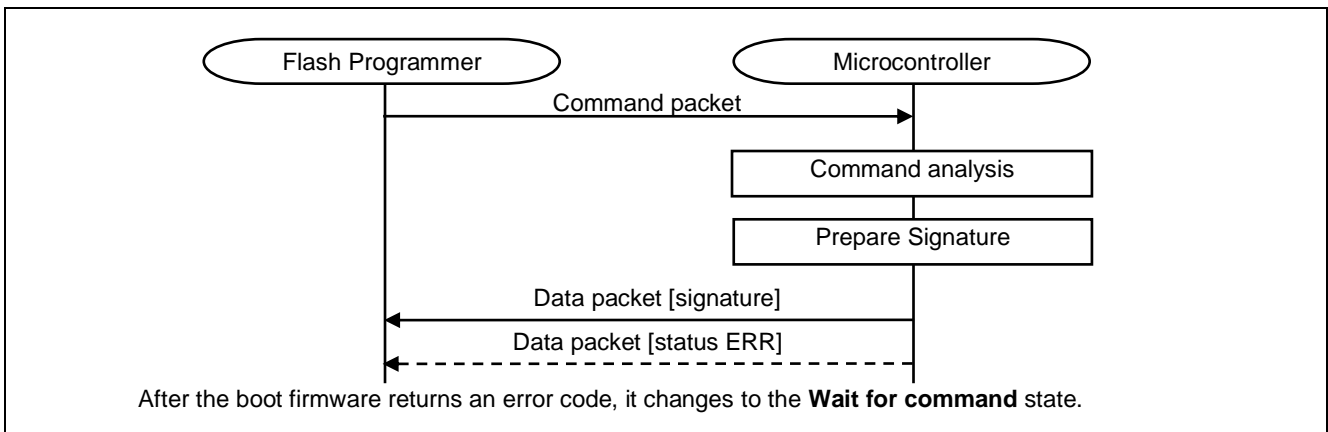 Flash Programmer
Microcontroller
Command packet
Command analysis
Prepare Signature
Data packet [signature]
Data packet [status ERR]
After the boot firmware returns an error code, it changes to the Wait for command state.